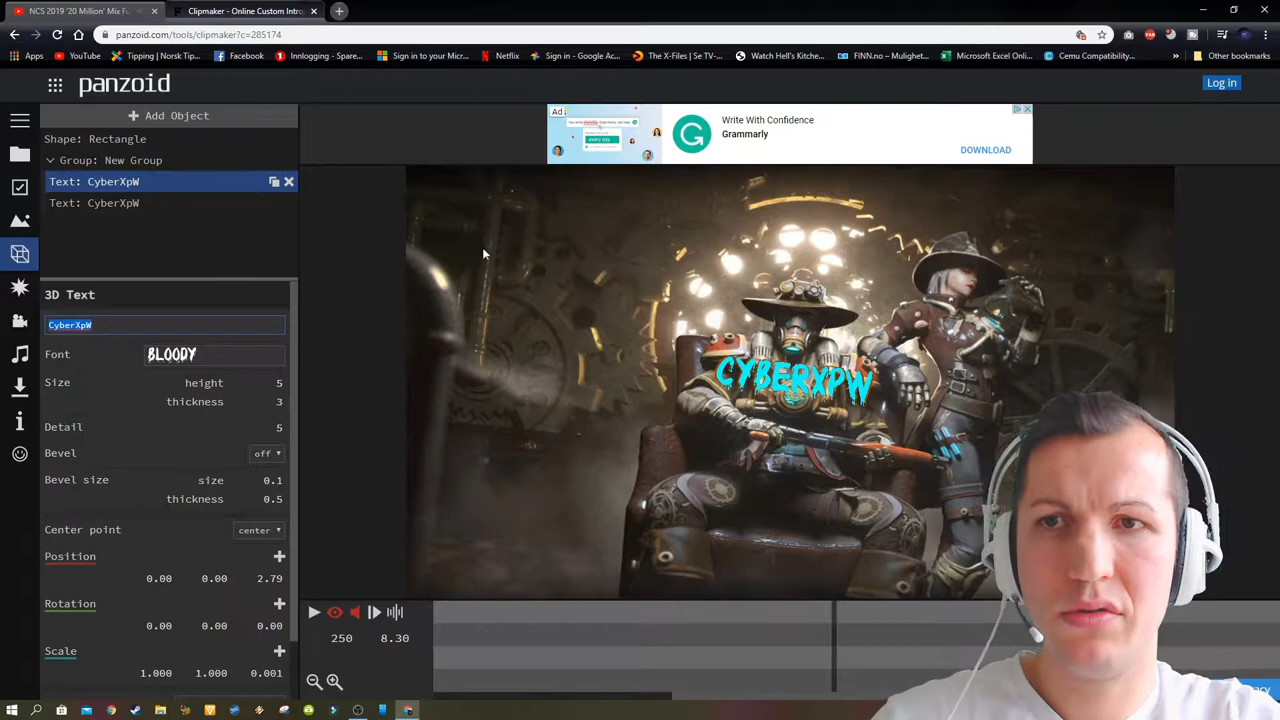 NCS 2019 '20 Million' Mix
Clipmaker - Online Custom Intro
panzoid.com/tools/clipmaker?c=285174
Apps
YouTube
Tipping | Norsk Tip...
Facebook
Innlogging - Spare...
Sign in to your Micr...
Netflix
Sign in - Google Ac...
The X-Files | Se TV-...
Watch Hell's Kitche...
FINN.no – Mulighet...
Microsoft Excel Onli...
Cemu Compatibility...
Other bookmarks
panzoid
Log in
Add Object
Shape: Rectangle
Group: New Group
Text: CyberXpW
Text: CyberXpW
Ad
every day
Write With Confidence
Grammarly
DOWNLOAD
3D Text
CyberXpW
Font BLOODY
Size height 5
thickness 3
Detail 5
Bevel off
Bevel size size 0.1
thickness 0.5
Center point center
Position
0.00 0.00 2.79
Rotation
0.00 0.00 0.00
Scale
1.000 1.000 0.001
CYBERXPW
250 8.30